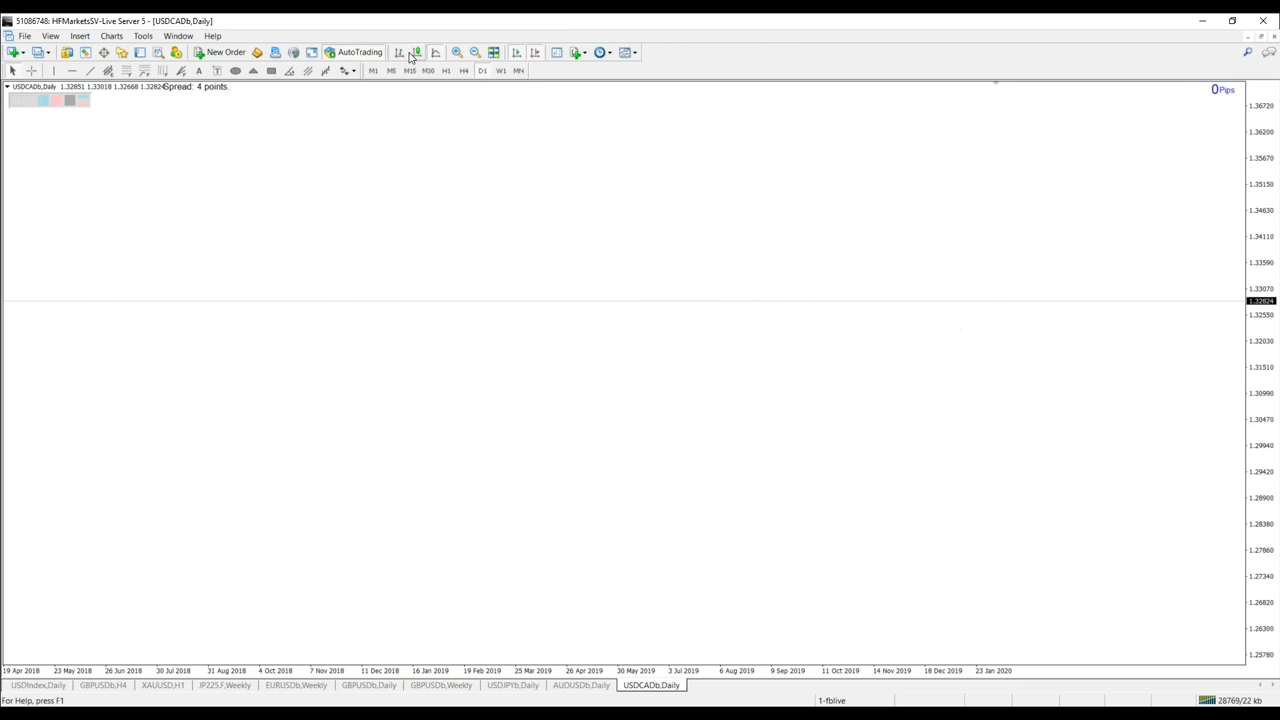 51086748: HFMarketsSV-Live Server 5 - [USDCADb,Daily]
File View Insert Charts Tools Window Help
New Order AutoTrading
A T M1 M5 M15 M30 H1 H4 D1 W1 MN
USDCADb,Daily 1.32851 1.33018 1.32668 1.32824 Spread: 4 points.
0 Pips
1.36720
1.36200
1.35670
1.35150
1.34630
1.34110
1.33590
1.33070
1.32824
1.32550
1.32030
1.31510
1.30990
1.30470
1.29940
1.29420
1.28900
1.28380
1.27860
1.27340
1.26820
1.26300
1.25780
19 Apr 2018 23 May 2018 26 Jun 2018 30 Jul 2018 31 Aug 2018 4 Oct 2018 7 Nov 2018 11 Dec 2018 16 Jan 2019 19 Feb 2019 25 Mar 2019 26 Apr 2019 30 May 2019 3 Jul 2019 6 Aug 2019 9 Sep 2019 11 Oct 2019 14 Nov 2019 18 Dec 2019 23 Jan 2020
USDIndex,Daily GBPUSDb,H4 XAUUSD,H1 JP225.F,Weekly EURUSDb,Weekly GBPUSDb,Daily GBPUSDb,Weekly USDJPYb,Daily AUDUSDb,Daily USDCADb,Daily
For Help, press F1 1-fblive 28769/22 kb